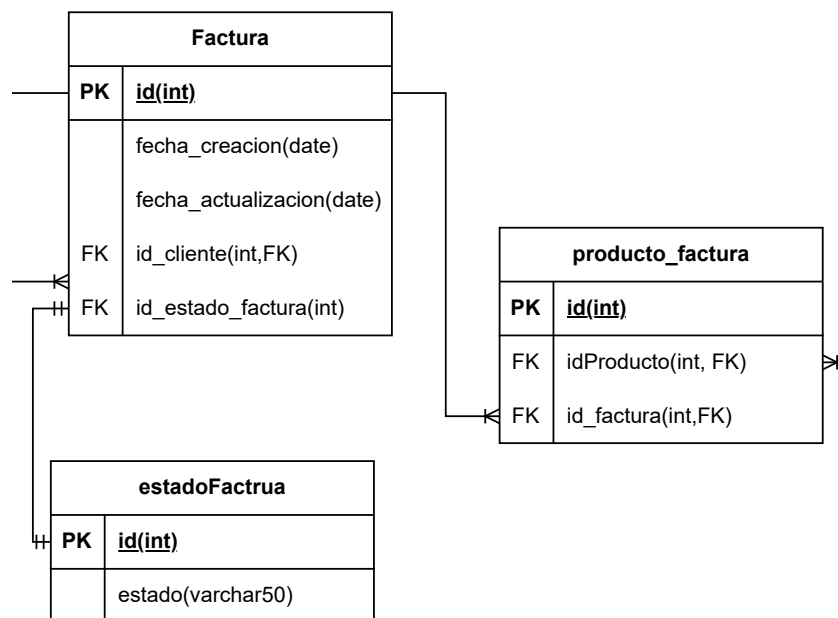 Factura
PK id(int)
fecha_creacion(date)
fecha_actualizacion(date)
FK id_cliente(int,FK)
FK id_estado_factura(int)
producto_factura
PK id(int)
FK idProducto(int, FK)
FK id_factura(int,FK)
estadoFactrua
PK id(int)
estado(varchar50)